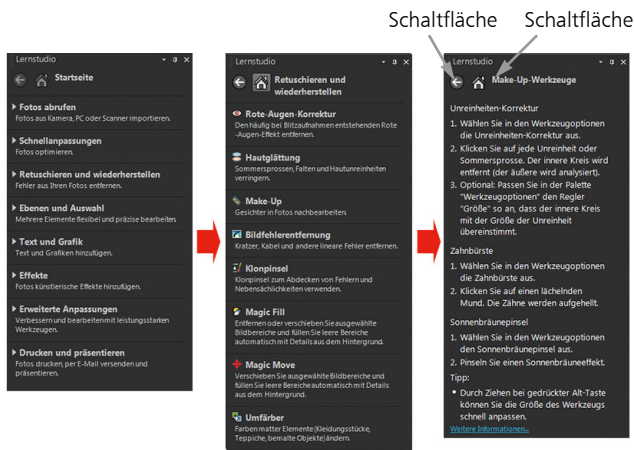 Schaltfläche Schaltfläche
Lernstudio
Startseite
Fotos abrufen
Fotos aus Kamera, PC oder Scanner importieren.
Schnellanpassungen
Fotos optimieren.
Retuschieren und wiederherstellen
Fehler aus Ihren Fotos entfernen.
Ebenen und Auswahl
Mehrere Elemente flexibel und präzise bearbeiten.
Text und Grafik
Text und Grafiken hinzufügen.
Effekte
Fotos künstlerische Effekte hinzufügen.
Erweiterte Anpassungen
Verbessern und bearbeiten mit leistungsstarken
Werkzeugen.
Drucken und präsentieren
Fotos drucken, per E-Mail versenden und
präsentieren.
Lernstudio
Retuschieren und
wiederherstellen
Rote-Augen-Korrektur
Den häufig bei Blitzaufnahmen entstehenden Rote
-Augen-Effekt entfernen.
Hautglättung
Sommersprossen, Falten und Hautunreinheiten
verringern.
Make-Up
Gesichter in Fotos nachbearbeiten.
Bildfehlerentfernung
Kratzer, Kabel und andere lineare Fehler entfernen.
Klonpinsel
Klonpinsel zum Abdecken von Fehlern und
Nebensächlichkeiten verwenden.
Magic Fill
Entfernen oder verschieben Sie ausgewählte
Bildbereiche und füllen Sie leere Bereiche
automatisch mit Details aus dem Hintergrund.
Magic Move
Verschieben Sie ausgewählte Bildbereiche und
füllen Sie leere Bereiche automatisch mit Details
aus dem Hintergrund.
Umfärber
Farben matter Elemente (Kleidungsstücke,
Teppiche, bemalte Objekte) ändern.
Lernstudio
Make-Up-Werkzeuge
Unreinheiten-Korrektur
1. Wählen Sie in den Werkzeugoptionen
die Unreinheiten-Korrektur aus.
2. Klicken Sie auf jede Unreinheit oder
Sommersprosse. Der innere Kreis wird
entfernt (der äußere wird analysiert).
3. Optional: Passen Sie in der Palette
"Werkzeugoptionen" den Regler
"Größe" so an, dass der innere Kreis
mit der Größe der Unreinheit
übereinstimmt.
Zahnbürste
1. Wählen Sie in den Werkzeugoptionen
die Zahnbürste aus.
2. Klicken Sie auf einen lächelnden
Mund. Die Zähne werden aufgehellt.
Sonnenbräunepinsel
1. Wählen Sie in den Werkzeugoptionen
den Sonnenbräunepinsel aus.
2. Pinseln Sie einen Sonnenbräuneeffekt.
Tipp:
• Durch Ziehen bei gedrückter Alt-Taste
können Sie die Größe des Werkzeugs
schnell anpassen.
Weitere Informationen...